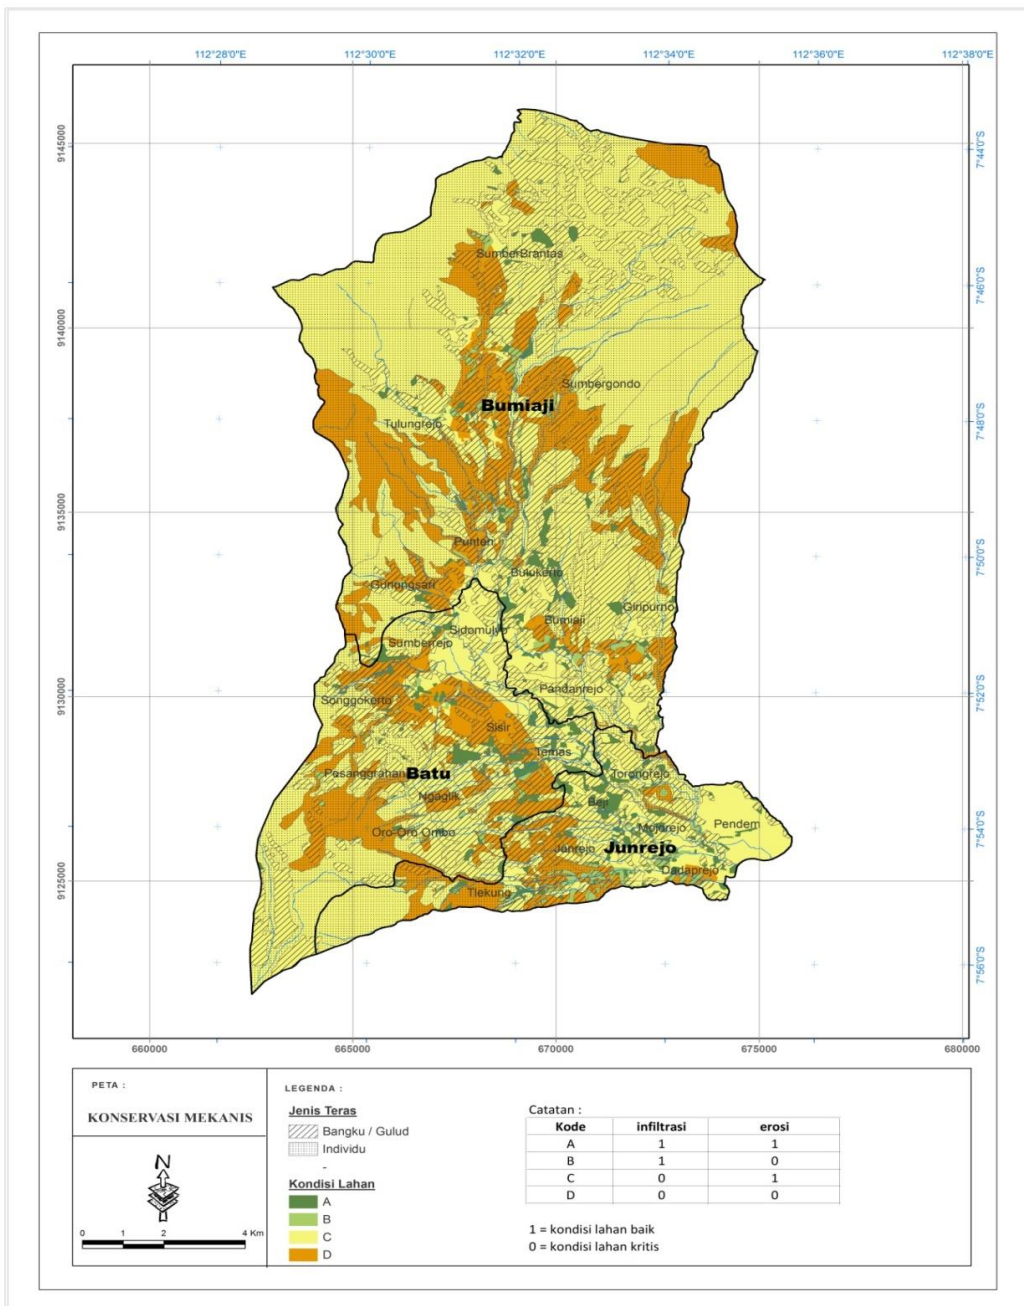 112°28'0"E 112°30'0"E 112°32'0"E 112°34'0"E 112°36'0"E 112°38'0"E
9145000
7°44'0"S
SumberBrantas
7°46'0"S
9140000
Sumbergondo
Bumiaji
Tulungrejo
7°48'0"S
9135000
Punten
7°50'0"S
Bulukerto
Gunungsari
Giripurno
Bumiaji
Sidomulyo
Sumberrejo
Pandanrejo
7°52'0"S
9130000
Songgokerto
Sisir
Temas
Pesanggrahan
Batu
Torongrejo
Ngaglik
Beji
Pendem
Mojorejo
7°54'0"S
Oro-Oro Ombo
Junrejo
Junrejo
Dadaprejo
9125000
Tlekung
7°56'0"S
660000 665000 670000 675000 680000
PETA :
KONSERVASI MEKANIS
N
0 1 2 4 Km
LEGENDA :
Jenis Teras
Bangku / Gulud
Individu
-
Kondisi Lahan
A
B
C
D
Catatan :
Kode infiltrasi erosi
A 1 1
B 1 0
C 0 1
D 0 0
1 = kondisi lahan baik
0 = kondisi lahan kritis